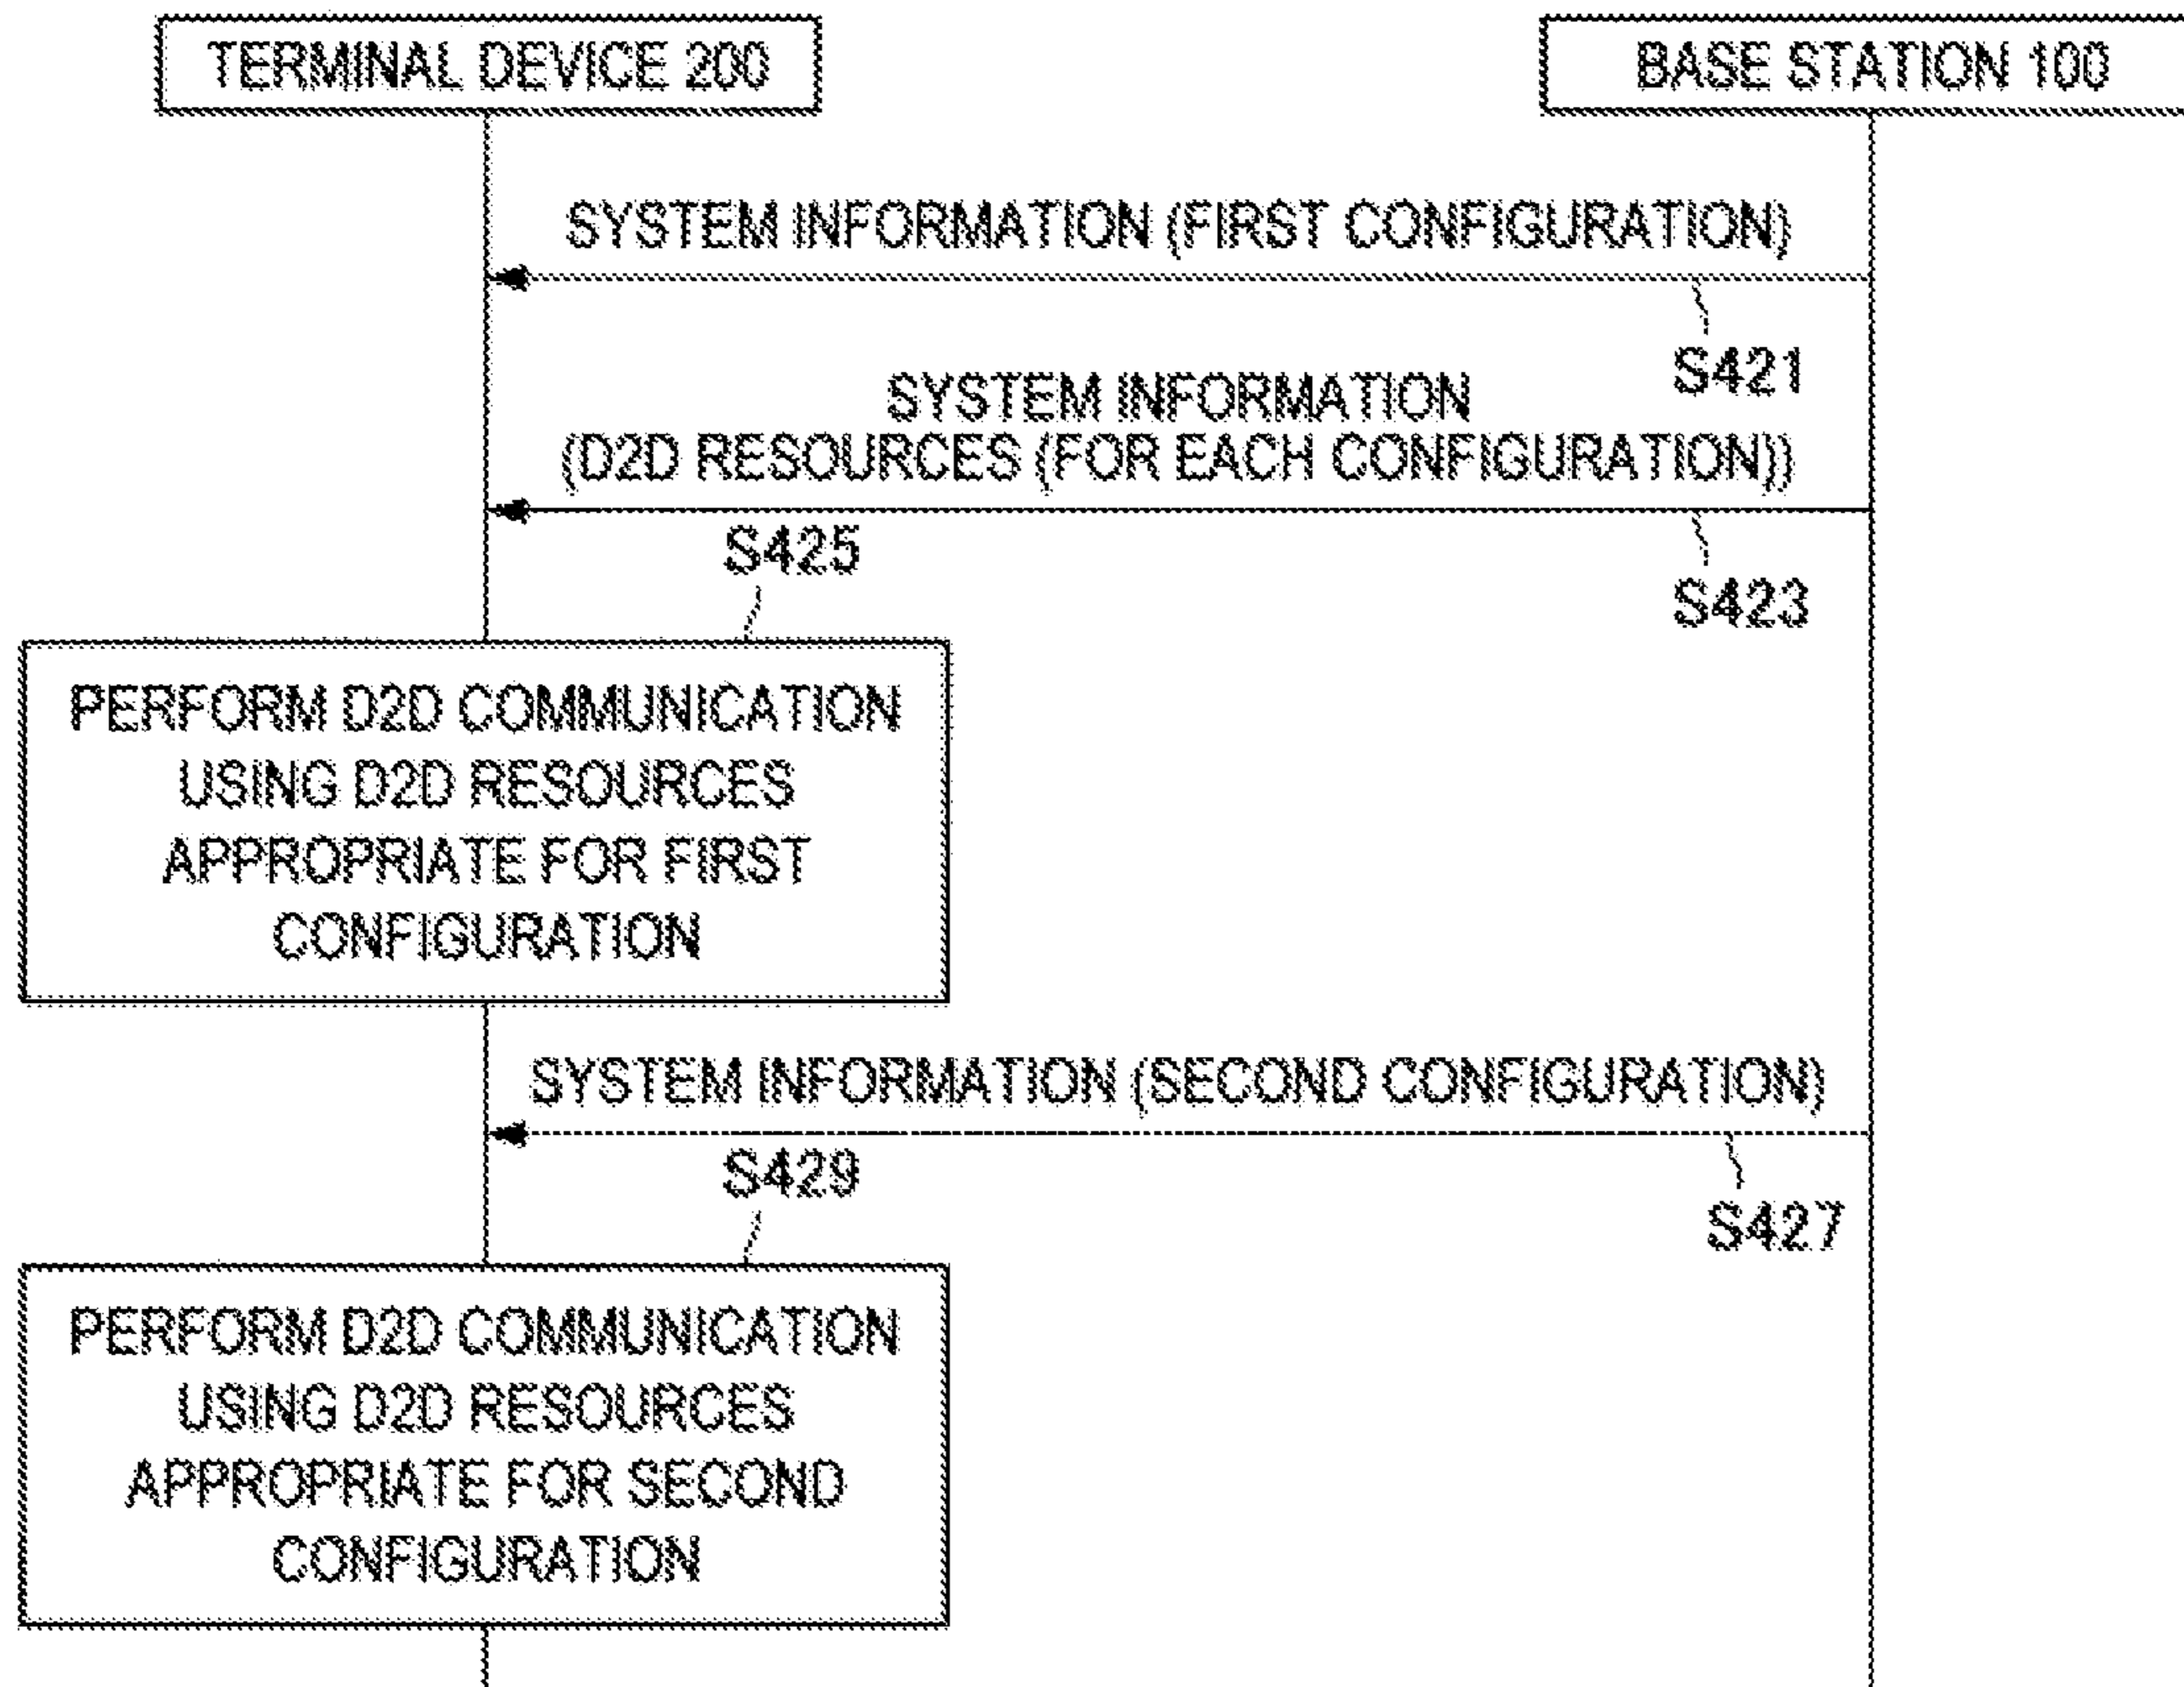 TERMINAL DEVICE 200
BASE STATION 100
SYSTEM INFORMATION (FIRST CONFIGURATION)
S421
SYSTEM INFORMATION
(D2D RESOURCES (FOR EACH CONFIGURATION))
S425
S423
PERFORM D2D COMMUNICATION
USING D2D RESOURCES
APPROPRIATE FOR FIRST
CONFIGURATION
SYSTEM INFORMATION (SECOND CONFIGURATION)
S429
S427
PERFORM D2D COMMUNICATION
USING D2D RESOURCES
APPROPRIATE FOR SECOND
CONFIGURATION